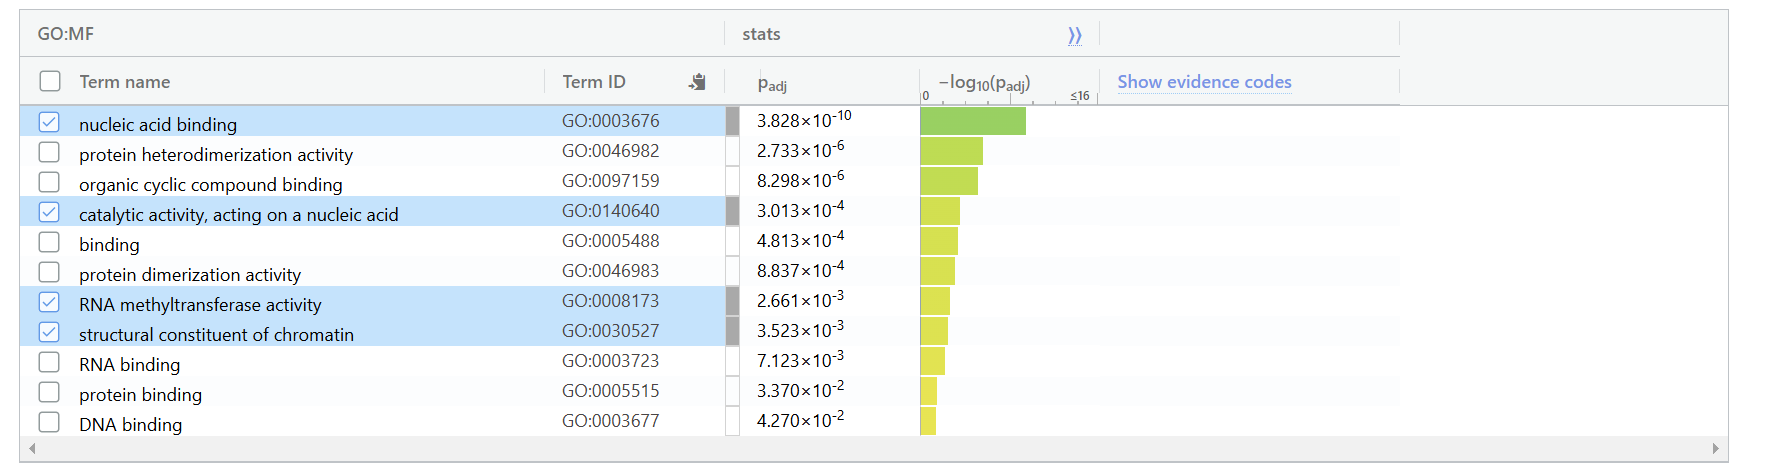 GO:MF stats ⟩⟩
Term name Term ID p_adj −log₁₀(p_adj) Show evidence codes
0 ≤16
nucleic acid binding GO:0003676 3.828×10⁻¹⁰
protein heterodimerization activity GO:0046982 2.733×10⁻⁶
organic cyclic compound binding GO:0097159 8.298×10⁻⁶
catalytic activity, acting on a nucleic acid GO:0140640 3.013×10⁻⁴
binding GO:0005488 4.813×10⁻⁴
protein dimerization activity GO:0046983 8.837×10⁻⁴
RNA methyltransferase activity GO:0008173 2.661×10⁻³
structural constituent of chromatin GO:0030527 3.523×10⁻³
RNA binding GO:0003723 7.123×10⁻³
protein binding GO:0005515 3.370×10⁻²
DNA binding GO:0003677 4.270×10⁻²